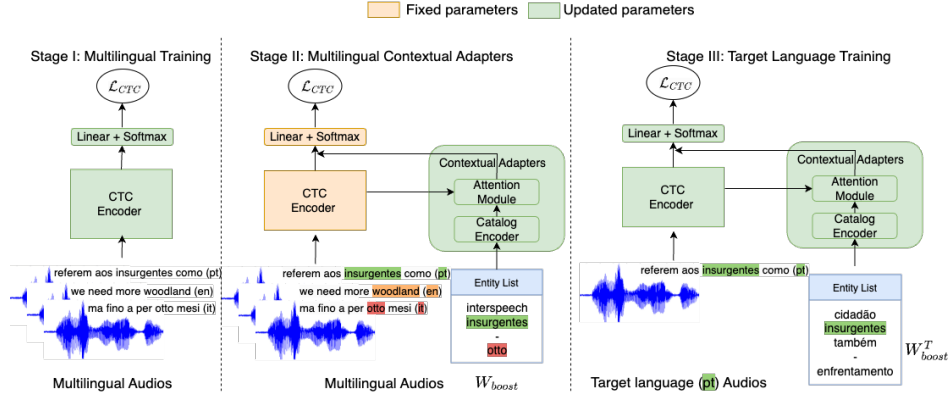 Fixed parameters
Updated parameters
Stage I: Multilingual Training
L_CTC
Linear + Softmax
CTC
Encoder
referem aos insurgentes como (pt)
we need more woodland (en)
ma fino a per otto mesi (it)
Multilingual Audios
Stage II: Multilingual Contextual Adapters
L_CTC
Linear + Softmax
CTC
Encoder
Contextual Adapters
Attention
Module
Catalog
Encoder
referem aos insurgentes como (pt)
we need more woodland (en)
ma fino a per otto mesi (it)
Entity List
interspeech
insurgentes
-
otto
Multilingual Audios
W_boost
Stage III: Target Language Training
L_CTC
Linear + Softmax
CTC
Encoder
Contextual Adapters
Attention
Module
Catalog
Encoder
referem aos insurgentes como (pt)
Entity List
cidadão
insurgentes
também
-
enfrentamento
W^T_boost
Target language (pt) Audios